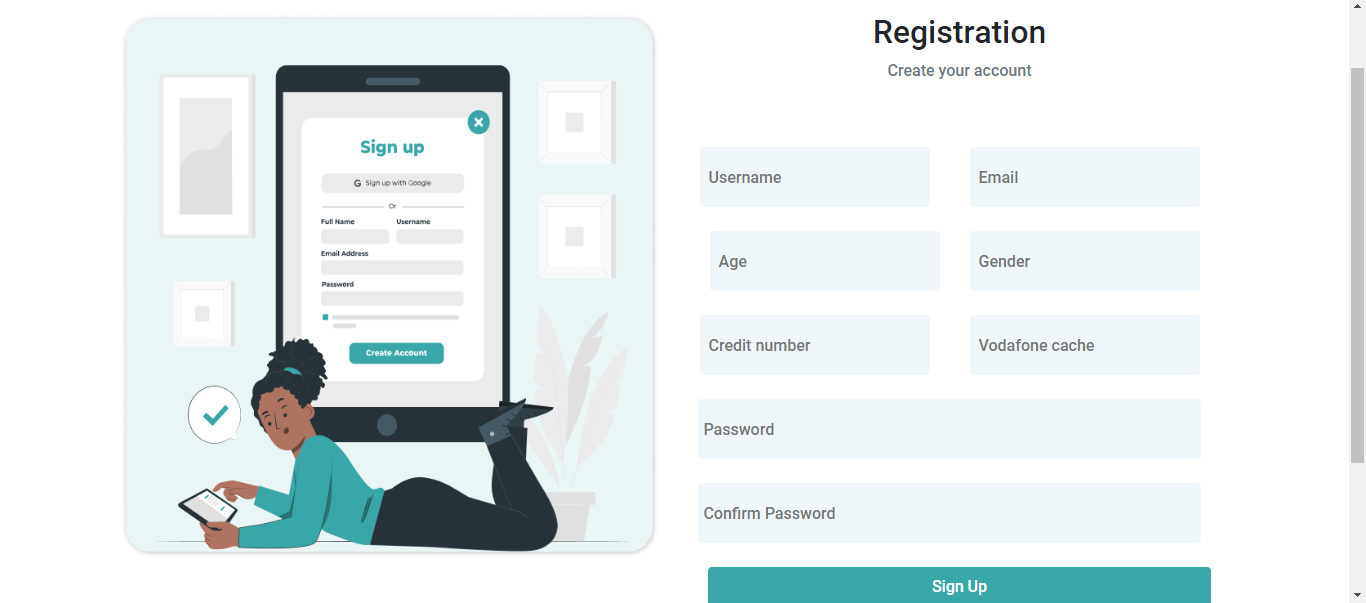 Registration
Create your account
Sign up
G Sign up with Google
Or
Full Name Username
Email Address
Password
Create Account
Username Email
Age Gender
Credit number Vodafone cache
Password
Confirm Password
Sign Up